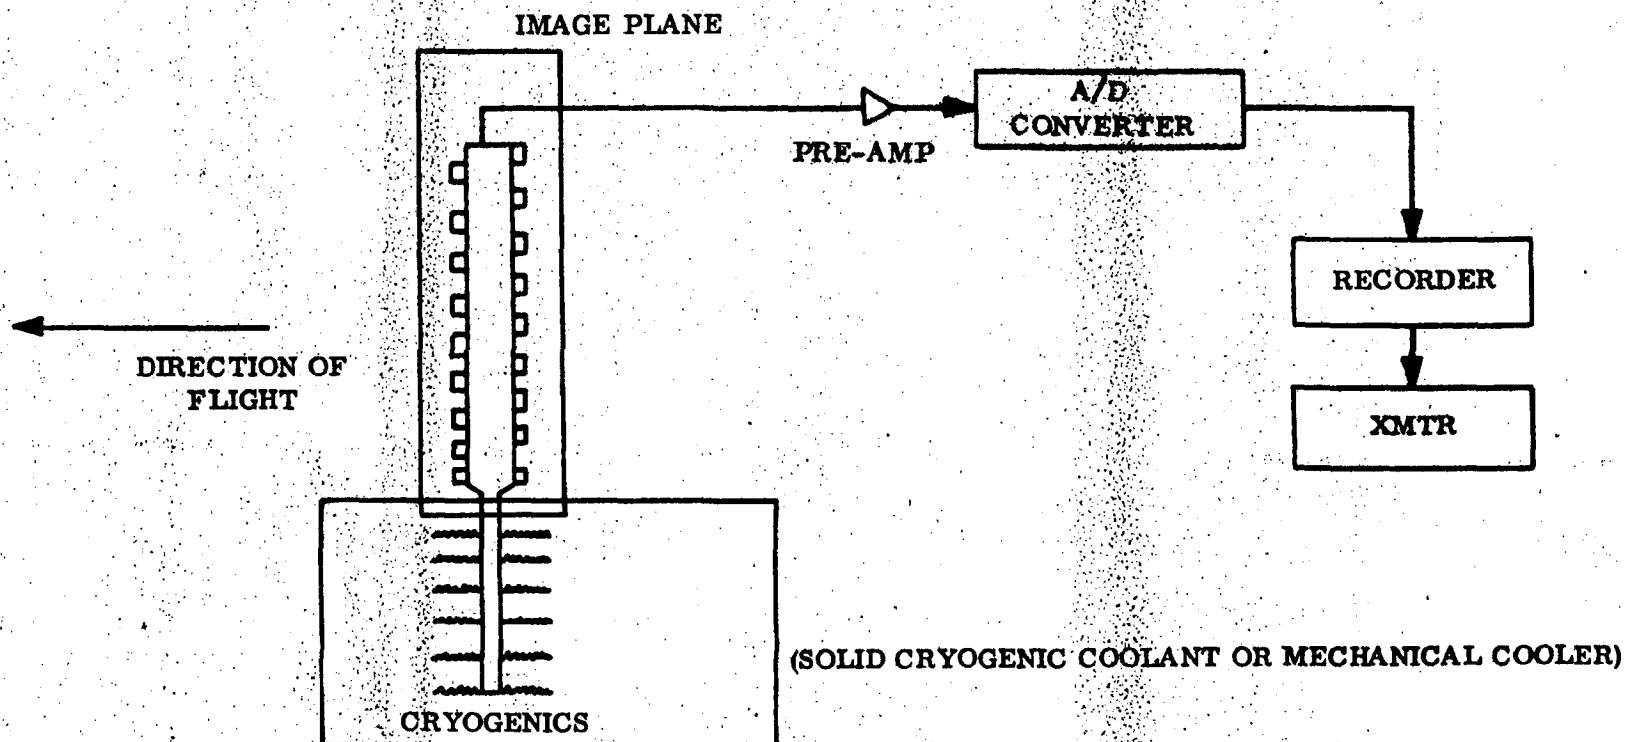 IMAGE PLANE
A/D
CONVERTER
PRE-AMP
RECORDER
DIRECTION OF
FLIGHT
XMTR
(SOLID CRYOGENIC COOLANT OR MECHANICAL COOLER)
CRYOGENICS